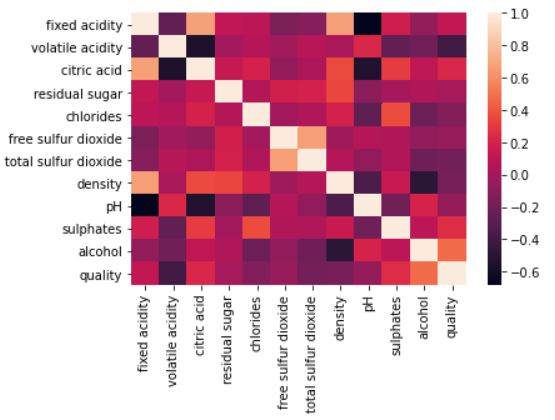 fixed acidity
volatile acidity
citric acid
residual sugar
chlorides
free sulfur dioxide
total sulfur dioxide
density
pH
sulphates
alcohol
quality
fixed acidity
volatile acidity
citric acid
residual sugar
chlorides
free sulfur dioxide
total sulfur dioxide
density
pH
sulphates
alcohol
quality
1.0
0.8
0.6
0.4
0.2
0.0
−0.2
−0.4
−0.6